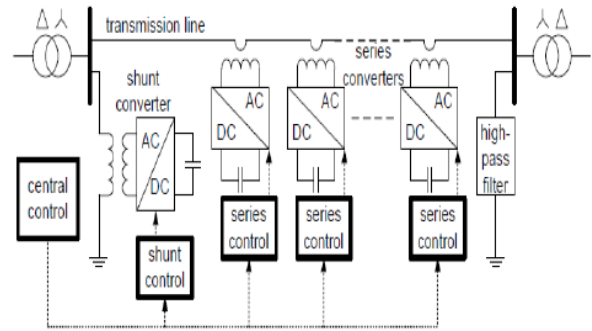 transmission line
series
converters
shunt
converter
AC
DC
AC
DC
AC
DC
AC
DC
high-
pass
filter
central
control
shunt
control
series
control
series
control
series
control